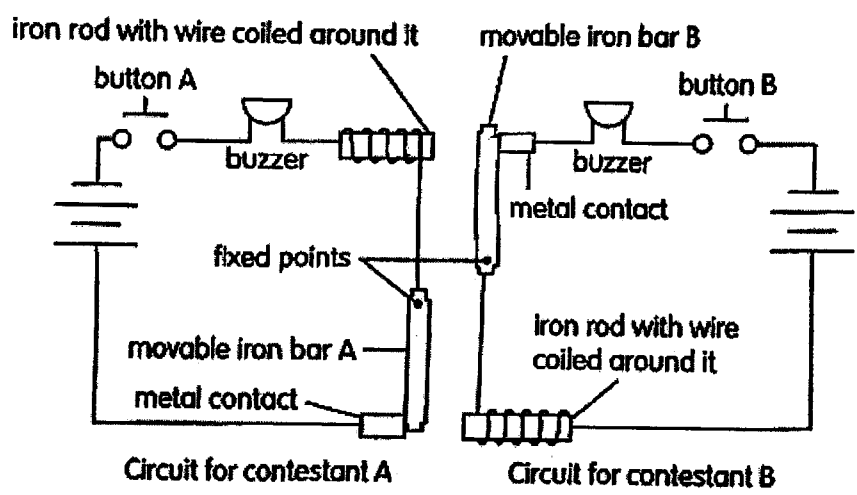 iron rod with wire coiled around it
movable iron bar B
button A
button B
buzzer
buzzer
metal contact
fixed points
iron rod with wire
coiled around it
movable iron bar A
metal contact
Circuit for contestant A
Circuit for contestant B